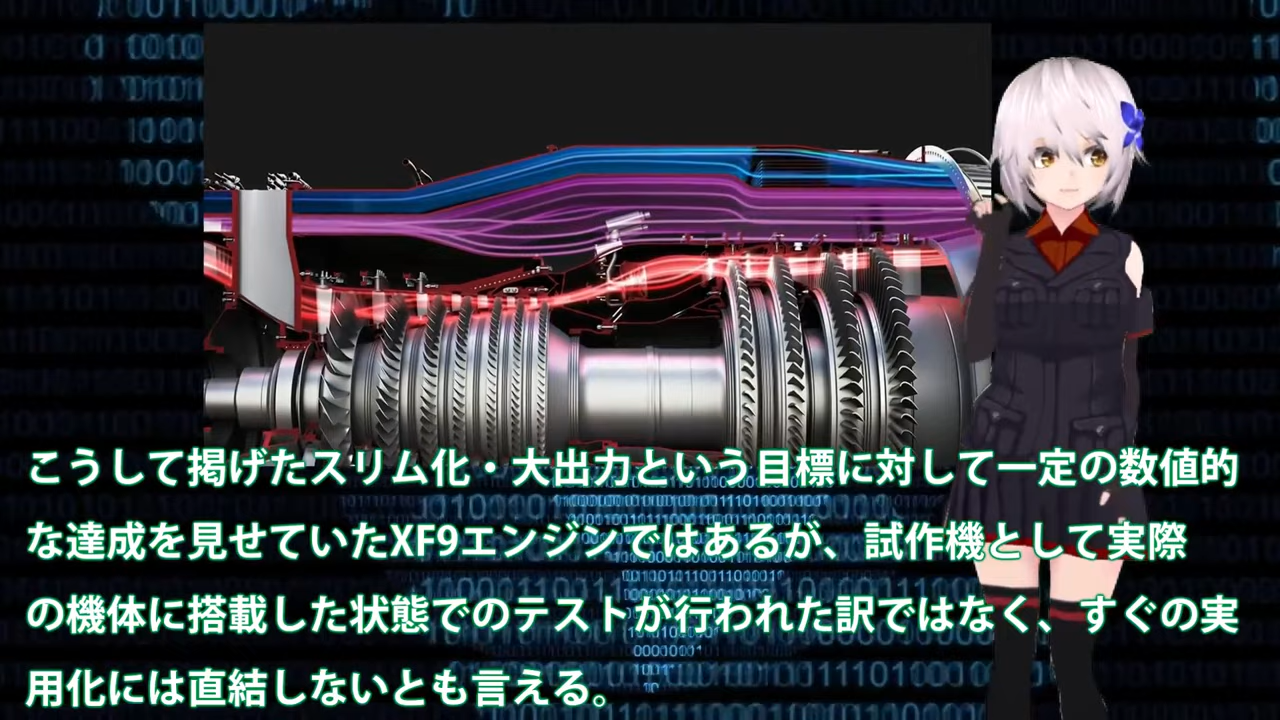 こうして掲げたスリム化・大出力という目標に対して一定の数値的
な達成を見せていたXF9エンジンではあるが、試作機として実際
の機体に搭載した状態でのテストが行われた訳ではなく、すぐの実
用化には直結しないとも言える。